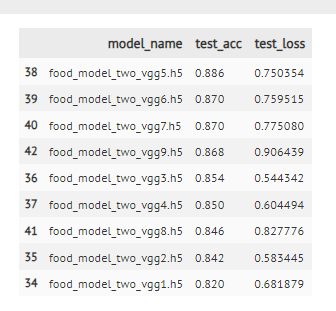 model_name test_acc test_loss
38 food_model_two_vgg5.h5 0.886 0.750354
39 food_model_two_vgg6.h5 0.870 0.759515
40 food_model_two_vgg7.h5 0.870 0.775080
42 food_model_two_vgg9.h5 0.868 0.906439
36 food_model_two_vgg3.h5 0.854 0.544342
37 food_model_two_vgg4.h5 0.850 0.604494
41 food_model_two_vgg8.h5 0.846 0.827776
35 food_model_two_vgg2.h5 0.842 0.583445
34 food_model_two_vgg1.h5 0.820 0.681879